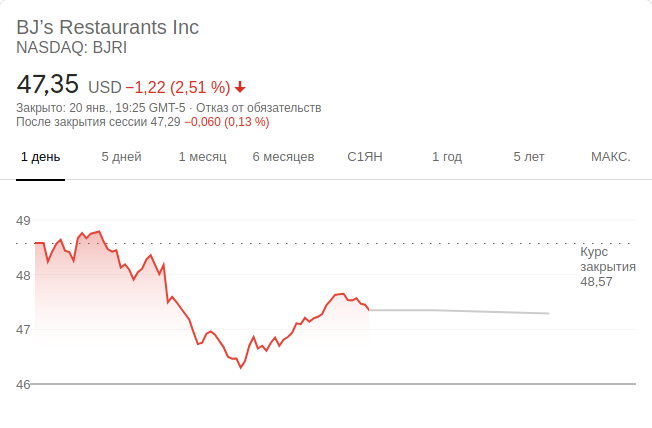 BJ’s Restaurants Inc
NASDAQ: BJRI
47,35 USD −1,22 (2,51 %)
Закрыто: 20 янв., 19:25 GMT-5 · Отказ от обязательств
После закрытия сессии 47,29 −0,060 (0,13 %)
1 день 5 дней 1 месяц 6 месяцев С1ЯН 1 год 5 лет МАКС.
49
Курс
закрытия
48,57
48
47
46